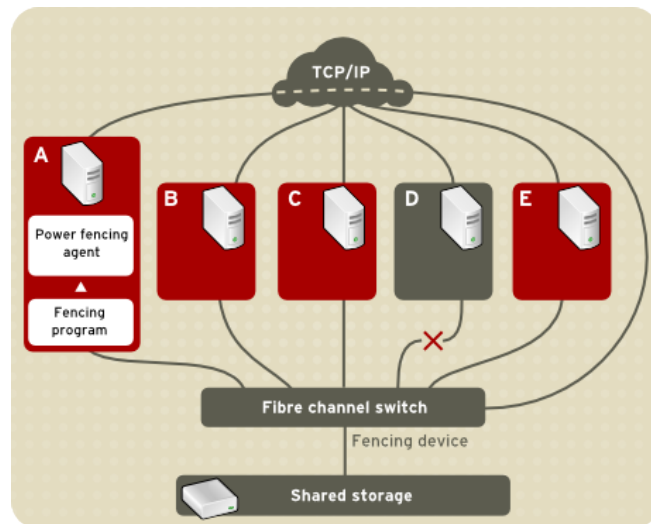 TCP/IP
A
B
C
D
E
Power fencing
agent
Fencing
program
Fibre channel switch
Fencing device
Shared storage